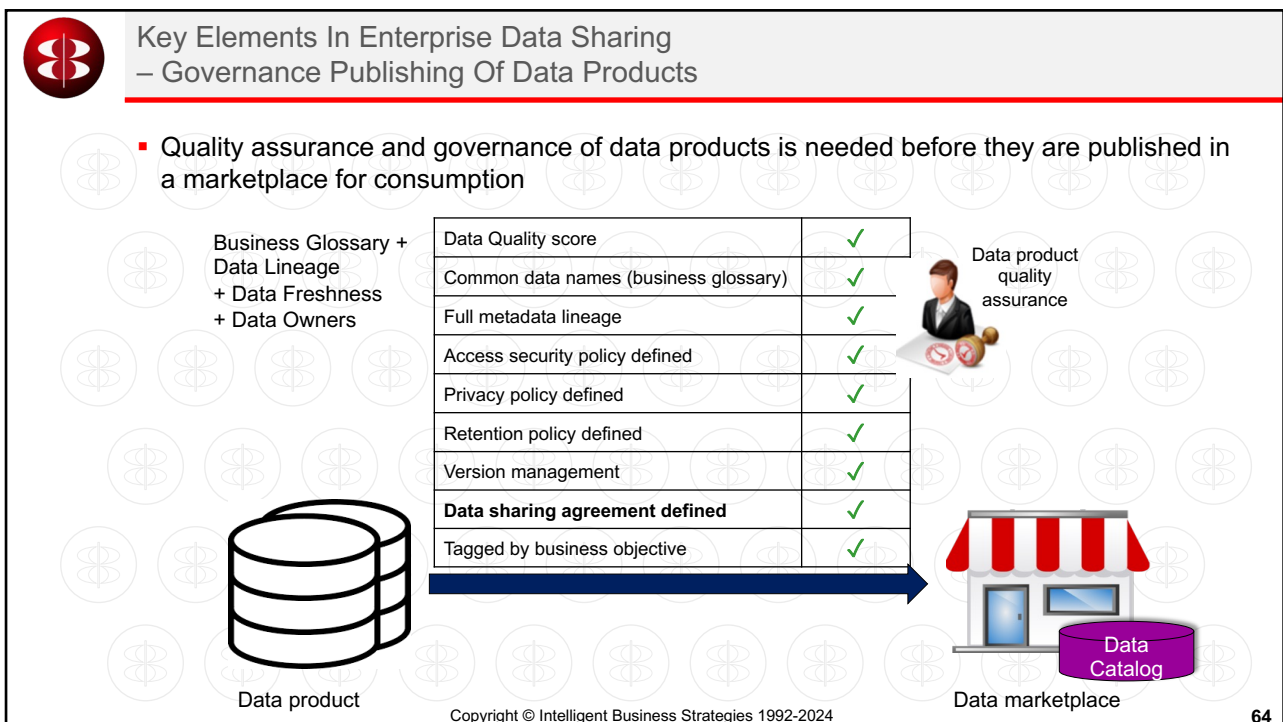 Key Elements In Enterprise Data Sharing
– Governance Publishing Of Data Products
▪ Quality assurance and governance of data products is needed before they are published in
a marketplace for consumption
Business Glossary +
Data Lineage
+ Data Freshness
+ Data Owners
Data Quality score ✓
Common data names (business glossary) ✓
Full metadata lineage ✓
Access security policy defined ✓
Privacy policy defined ✓
Retention policy defined ✓
Version management ✓
Data sharing agreement defined ✓
Tagged by business objective ✓
Data product
quality
assurance
Data
Catalog
Data product
Data marketplace
Copyright © Intelligent Business Strategies 1992-2024
64